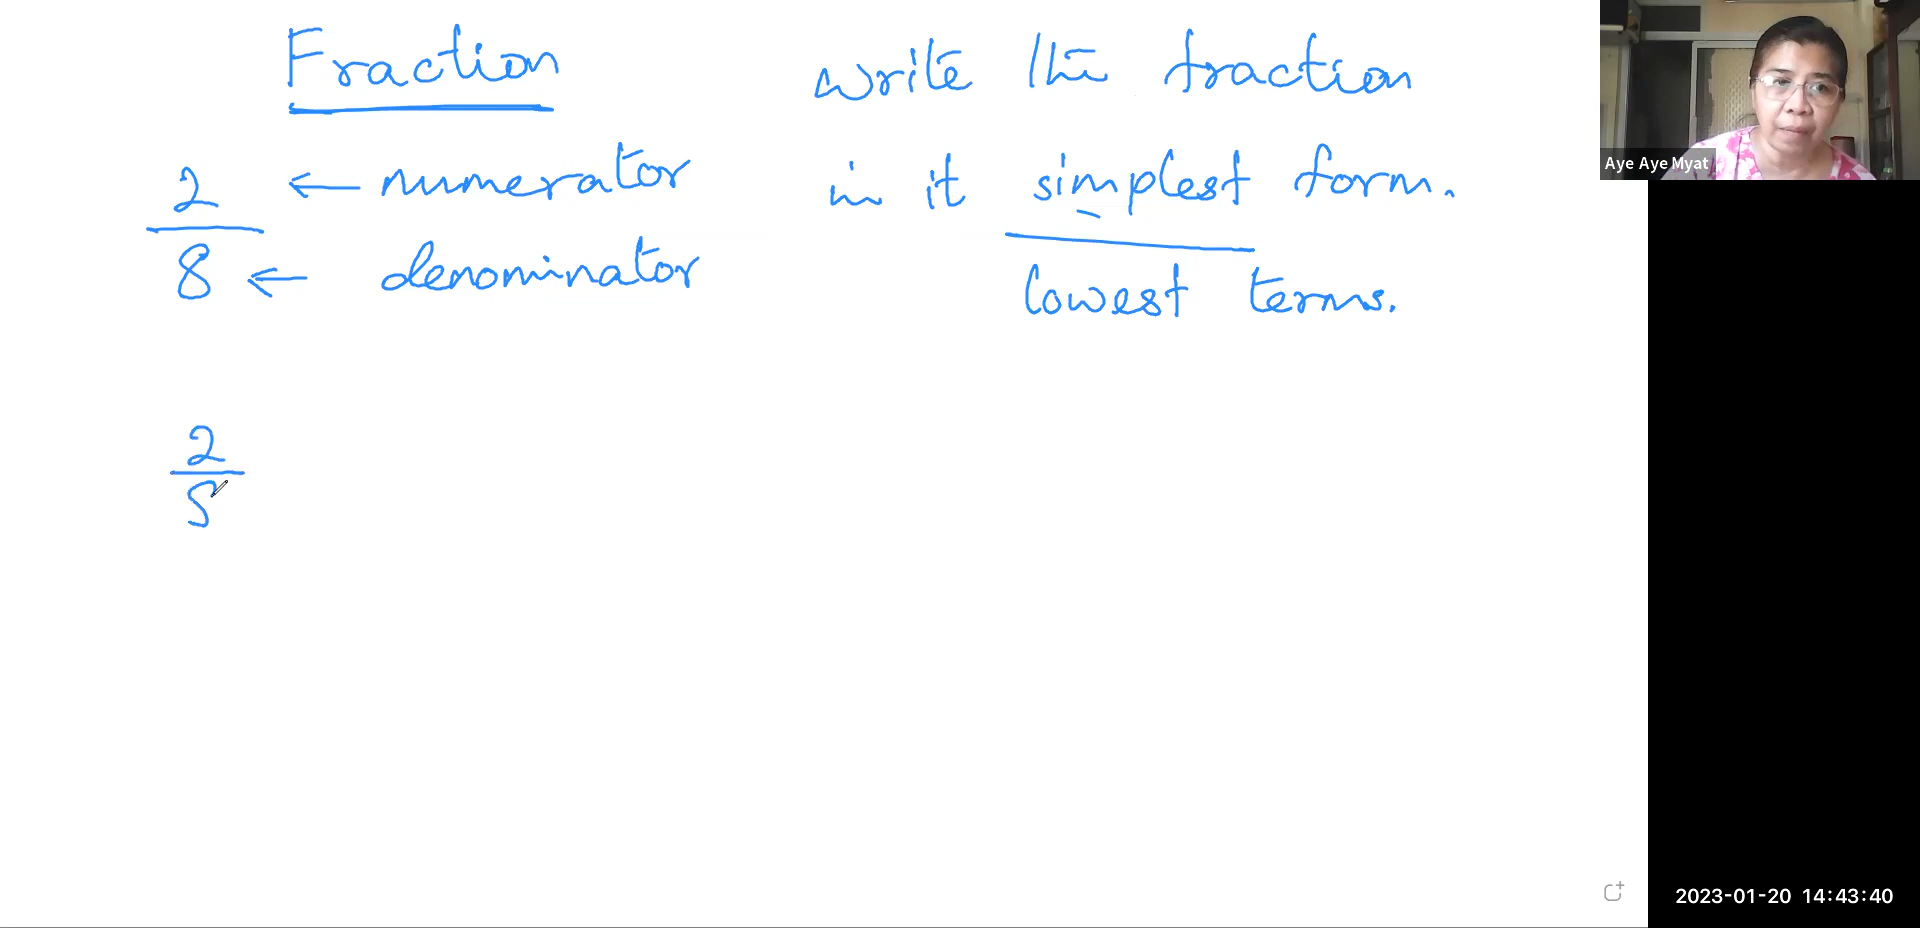 Fraction
write the fraction
in it simplest form.
lowest terms.
2 ← numerator
8 ← denominator
2
5
Aye Aye Myat
2023-01-20 14:43:40